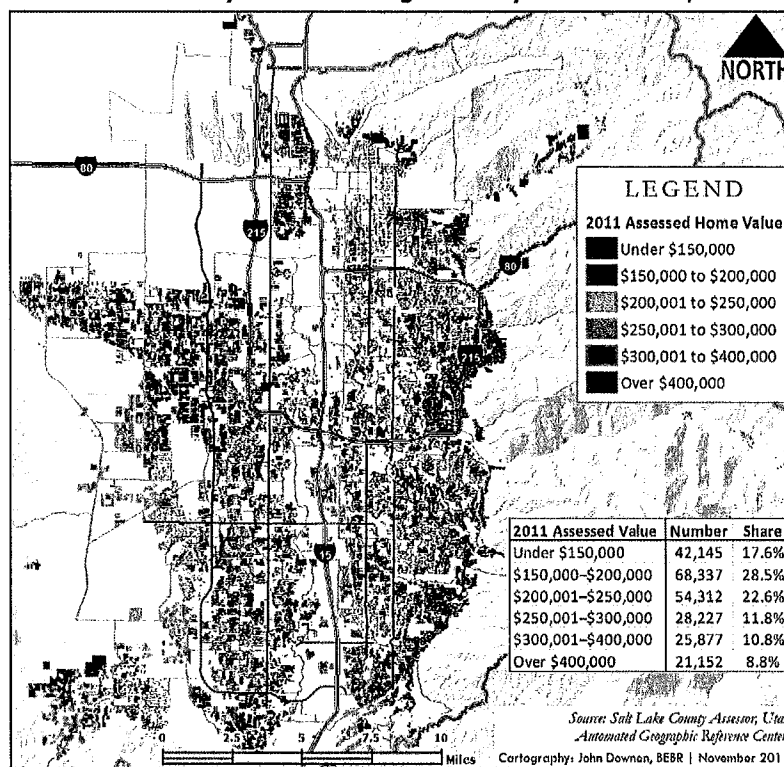 NORTH
80
215
LEGEND
2011 Assessed Home Value
Under $150,000
$150,000 to $200,000
$200,001 to $250,000
$250,001 to $300,000
$300,001 to $400,000
Over $400,000
80
215
15
2011 Assessed Value Number Share
Under $150,000 42,145 17.6%
$150,000–$200,000 68,337 28.5%
$200,001–$250,000 54,312 22.6%
$250,001–$300,000 28,227 11.8%
$300,001–$400,000 25,877 10.8%
Over $400,000 21,152 8.8%
Source: Salt Lake County Assessor, Uta
Automated Geographic Reference Center
0 2.5 5 7.5 10
Miles
Cartography: John Downen, BEBR | November 201